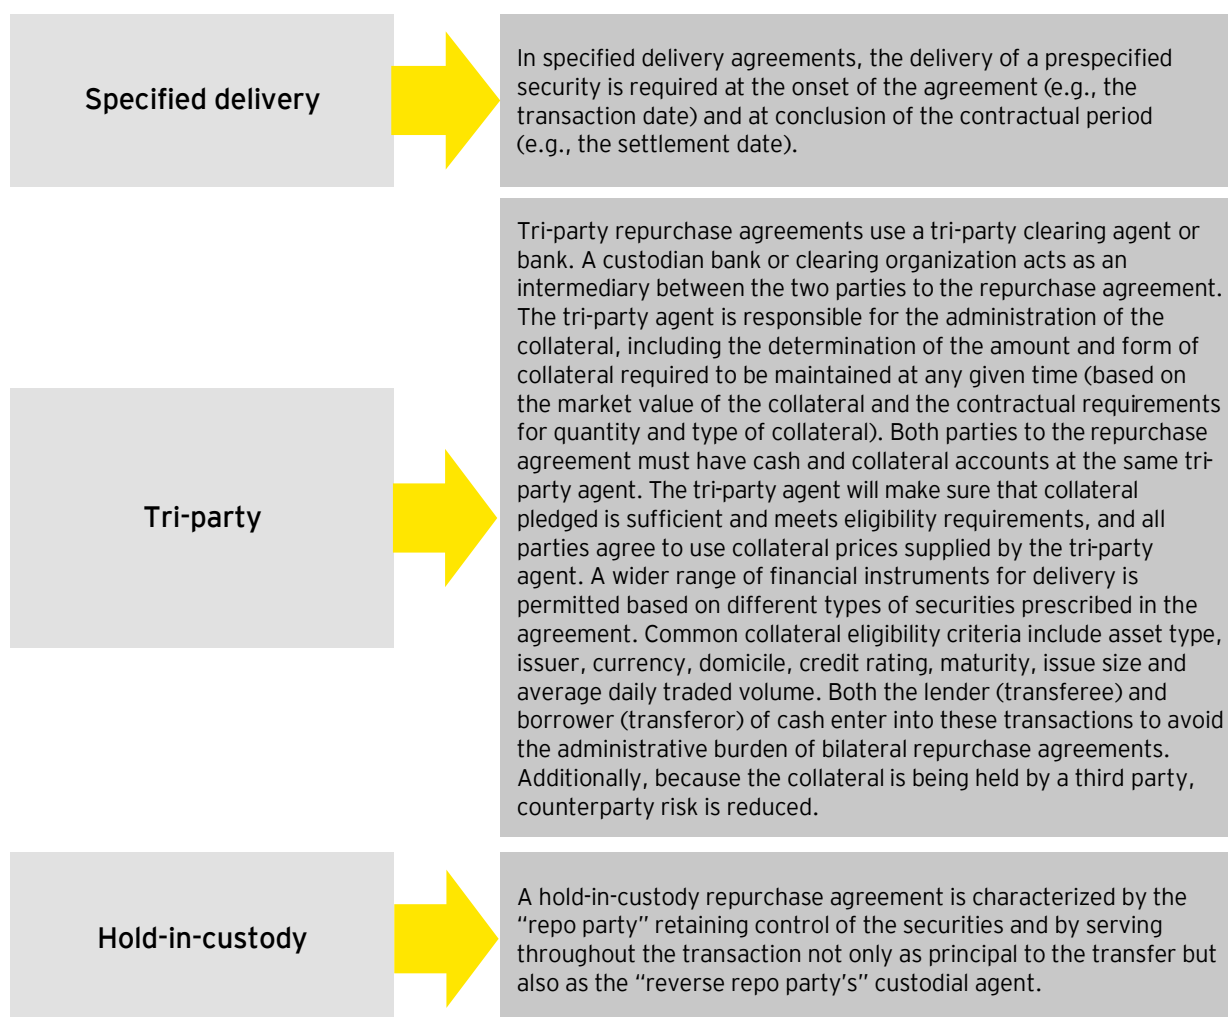 Specified delivery
In specified delivery agreements, the delivery of a prespecified
security is required at the onset of the agreement (e.g., the
transaction date) and at conclusion of the contractual period
(e.g., the settlement date).
Tri-party
Tri-party repurchase agreements use a tri-party clearing agent or
bank. A custodian bank or clearing organization acts as an
intermediary between the two parties to the repurchase agreement.
The tri-party agent is responsible for the administration of the
collateral, including the determination of the amount and form of
collateral required to be maintained at any given time (based on
the market value of the collateral and the contractual requirements
for quantity and type of collateral). Both parties to the repurchase
agreement must have cash and collateral accounts at the same tri-
party agent. The tri-party agent will make sure that collateral
pledged is sufficient and meets eligibility requirements, and all
parties agree to use collateral prices supplied by the tri-party
agent. A wider range of financial instruments for delivery is
permitted based on different types of securities prescribed in the
agreement. Common collateral eligibility criteria include asset type,
issuer, currency, domicile, credit rating, maturity, issue size and
average daily traded volume. Both the lender (transferee) and
borrower (transferor) of cash enter into these transactions to avoid
the administrative burden of bilateral repurchase agreements.
Additionally, because the collateral is being held by a third party,
counterparty risk is reduced.
Hold-in-custody
A hold-in-custody repurchase agreement is characterized by the
“repo party” retaining control of the securities and by serving
throughout the transaction not only as principal to the transfer but
also as the “reverse repo party’s” custodial agent.